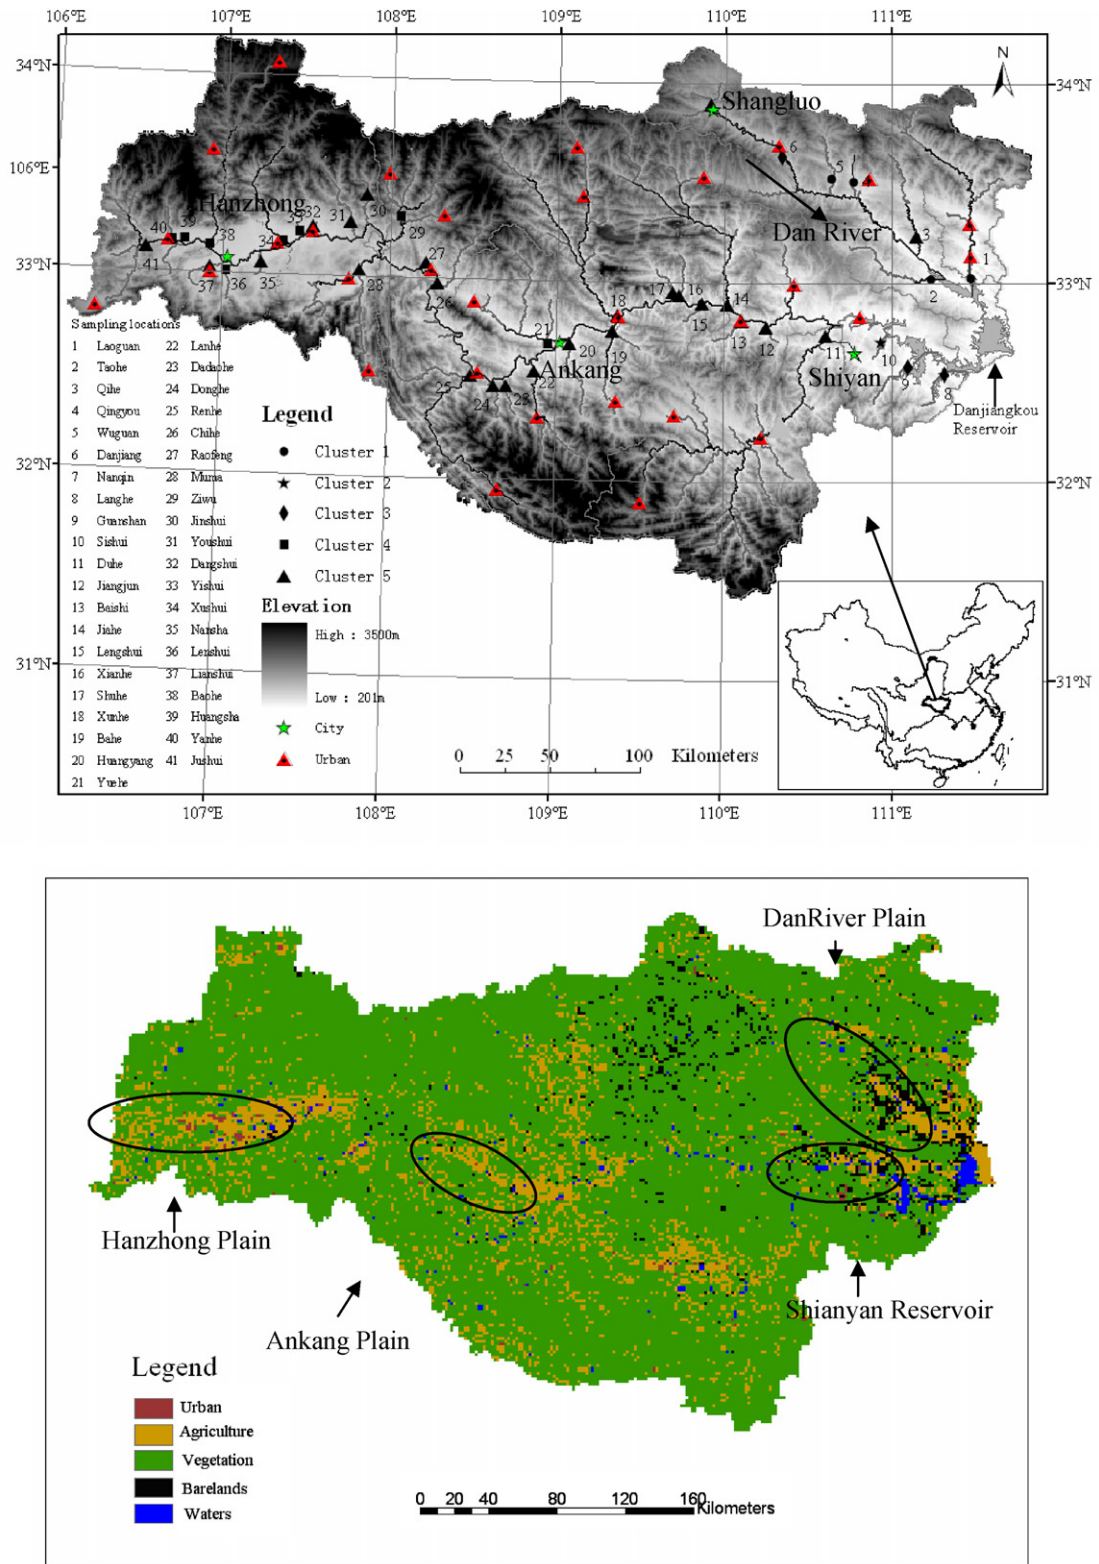 106°E 107°E 108°E 109°E 110°E 111°E
N
34°N 34°N
Shangluo
106°E
6 5
Hanzhong
Dan River
40 39 38 34 33 32 31 30 29
3
41 37 36 35 28 27
33°N 33°N
1
2
26
18 17 16 15 14 13 12 11 10 9 8
21 20 19
Ankang
Shiyan
25 24 23 22
Danjiangkou
Reservoir
Sampling locations
1 Laoguan 22 Lanhe
2 Taohe 23 Dadaohe
3 Qihe 24 Donghe
4 Qingyou 25 Renhe
5 Wuguan 26 Chihe
6 Danjiang 27 Raofeng
7 Nanqin 28 Muma
8 Langhe 29 Ziwu
9 Guanshan 30 Jinshui
10 Sishui 31 Youshui
11 Duhe 32 Dangshui
12 Jiangjun 33 Yishui
13 Baishi 34 Xushui
14 Jiahe 35 Nansha
15 Lengshui 36 Lenshui
16 Xianhe 37 Lianshui
17 Shuhe 38 Baohe
18 Xunhe 39 Huangsha
19 Bahe 40 Yanhe
20 Huangyang 41 Jushui
21 Yuehe
Legend
Cluster 1
Cluster 2
Cluster 3
Cluster 4
Cluster 5
Elevation
High : 3500m
Low : 201m
City
Urban
32°N 32°N
31°N 31°N
0 25 50 100 Kilometers
107°E 108°E 109°E 110°E 111°E
DanRiver Plain
Hanzhong Plain
Ankang Plain
Shianyan Reservoir
Legend
Urban
Agriculture
Vegetation
Barelands
Waters
0 20 40 80 120 160
Kilometers